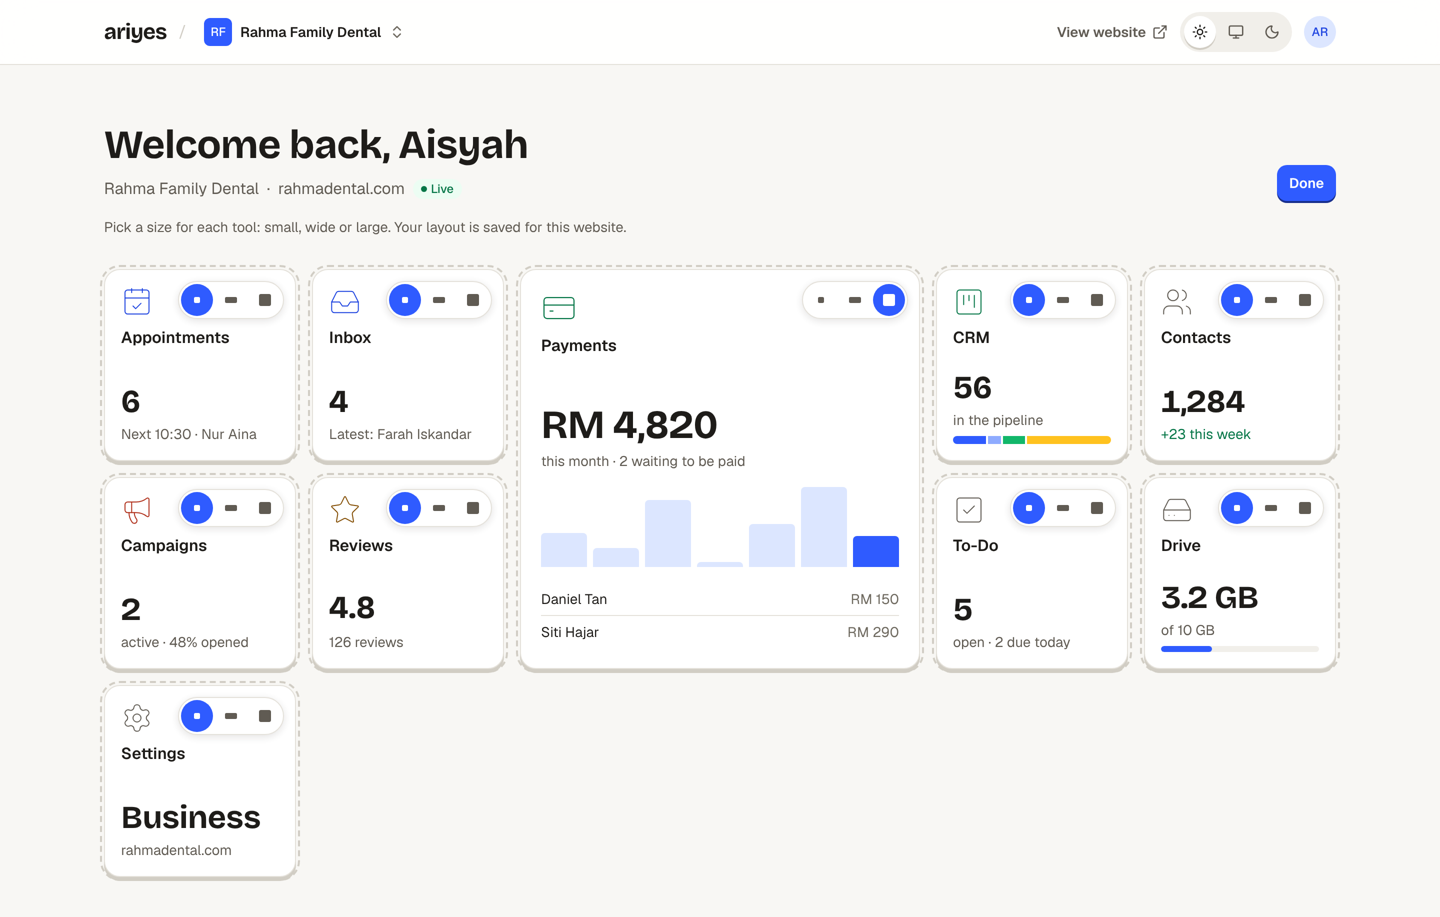 ariyes / RF Rahma Family Dental
View website
AR
Welcome back, Aisyah
Rahma Family Dental · rahmadental.com Live
Done
Pick a size for each tool: small, wide or large. Your layout is saved for this website.
Appointments
6
Next 10:30 · Nur Aina
Inbox
4
Latest: Farah Iskandar
Payments
RM 4,820
this month · 2 waiting to be paid
Daniel Tan RM 150
Siti Hajar RM 290
CRM
56
in the pipeline
Contacts
1,284
+23 this week
Campaigns
2
active · 48% opened
Reviews
4.8
126 reviews
To-Do
5
open · 2 due today
Drive
3.2 GB
of 10 GB
Settings
Business
rahmadental.com